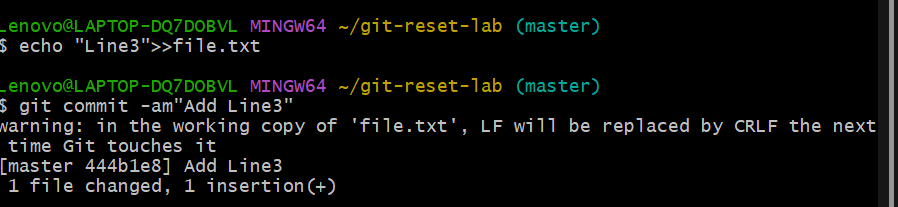 Lenovo@LAPTOP-DQ7DOBVL MINGW64 ~/git-reset-lab (master)
$ echo "Line3">>file.txt
Lenovo@LAPTOP-DQ7DOBVL MINGW64 ~/git-reset-lab (master)
$ git commit -am"Add Line3"
warning: in the working copy of 'file.txt', LF will be replaced by CRLF the next
time Git touches it
[master 444b1e8] Add Line3
1 file changed, 1 insertion(+)